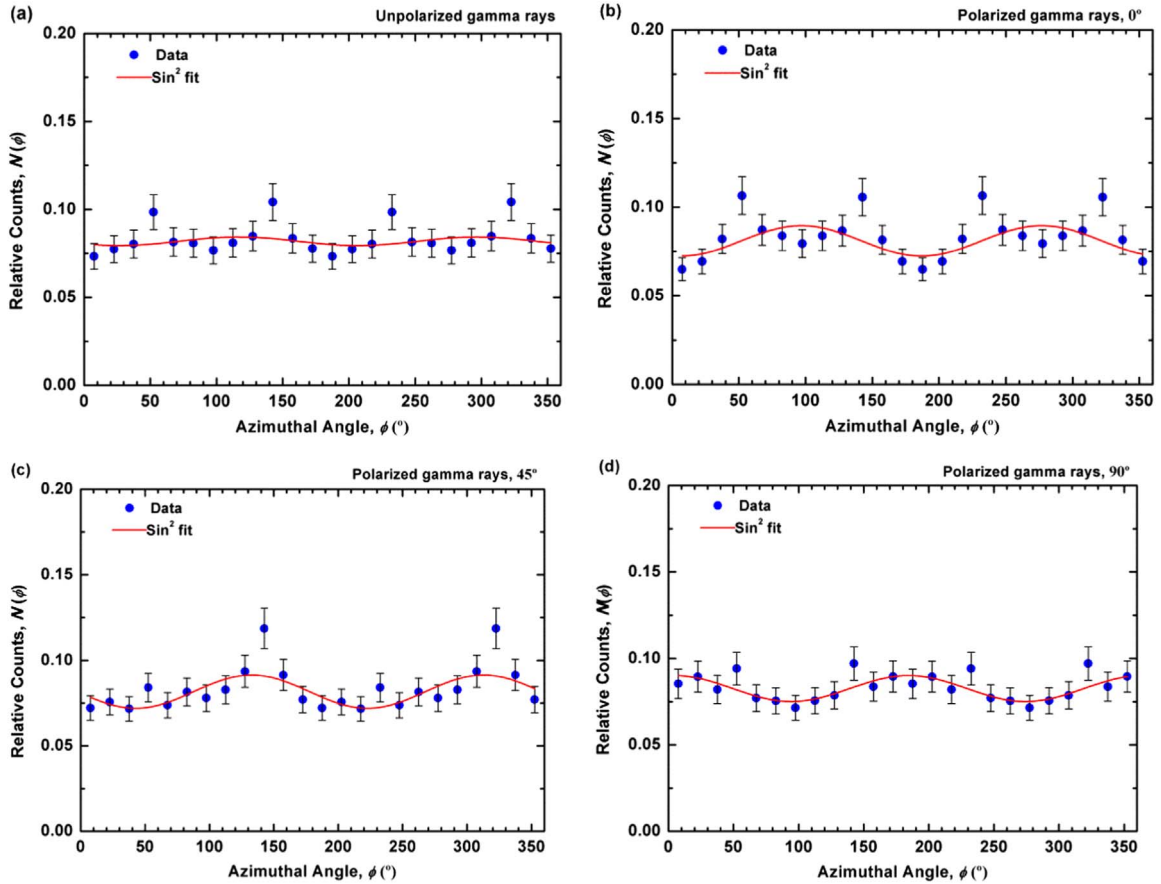 (a)
Unpolarized gamma rays
0.20
0.15
0.10
0.05
0.00
Relative Counts, N(ϕ)
Data
Sin² fit
0 50 100 150 200 250 300 350
Azimuthal Angle, ϕ (°)
(b)
Polarized gamma rays, 0°
0.20
0.15
0.10
0.05
0.00
Relative Counts, N(ϕ)
Data
Sin² fit
0 50 100 150 200 250 300 350
Azimuthal Angle, ϕ (°)
(c)
Polarized gamma rays, 45°
0.20
0.15
0.10
0.05
0.00
Relative Counts, N(ϕ)
Data
Sin² fit
0 50 100 150 200 250 300 350
Azimuthal Angle, ϕ (°)
(d)
Polarized gamma rays, 90°
0.20
0.15
0.10
0.05
0.00
Relative Counts, N(ϕ)
Data
Sin² fit
0 50 100 150 200 250 300 350
Azimuthal Angle, ϕ (°)